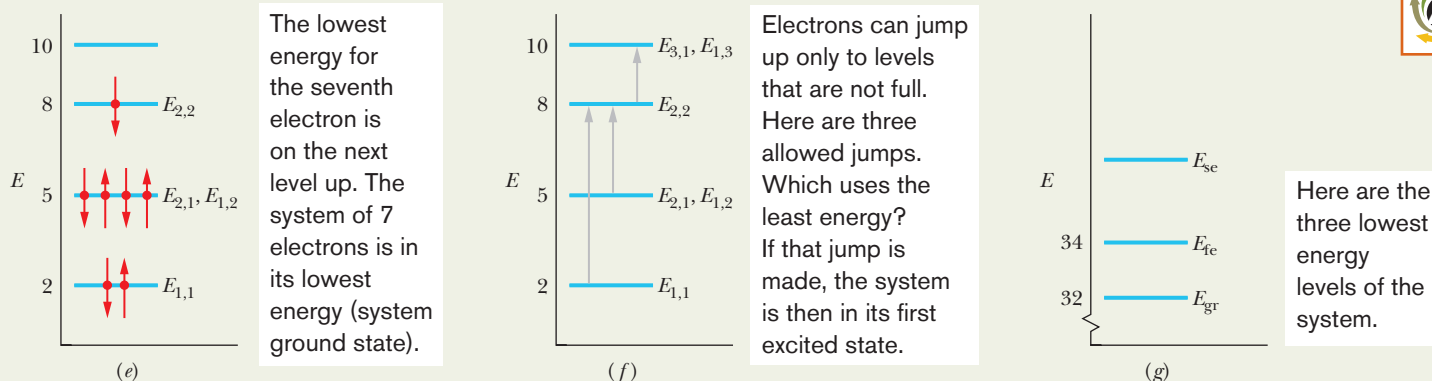 10
8
E
5
2
E2,2
E2,1, E1,2
E1,1
(e)
The lowest
energy for
the seventh
electron is
on the next
level up. The
system of 7
electrons is in
its lowest
energy (system
ground state).
10
8
E
5
2
E3,1, E1,3
E2,2
E2,1, E1,2
E1,1
(f)
Electrons can jump
up only to levels
that are not full.
Here are three
allowed jumps.
Which uses the
least energy?
If that jump is
made, the system
is then in its first
excited state.
E
34
32
Ese
Efe
Egr
(g)
Here are the
three lowest
energy
levels of the
system.